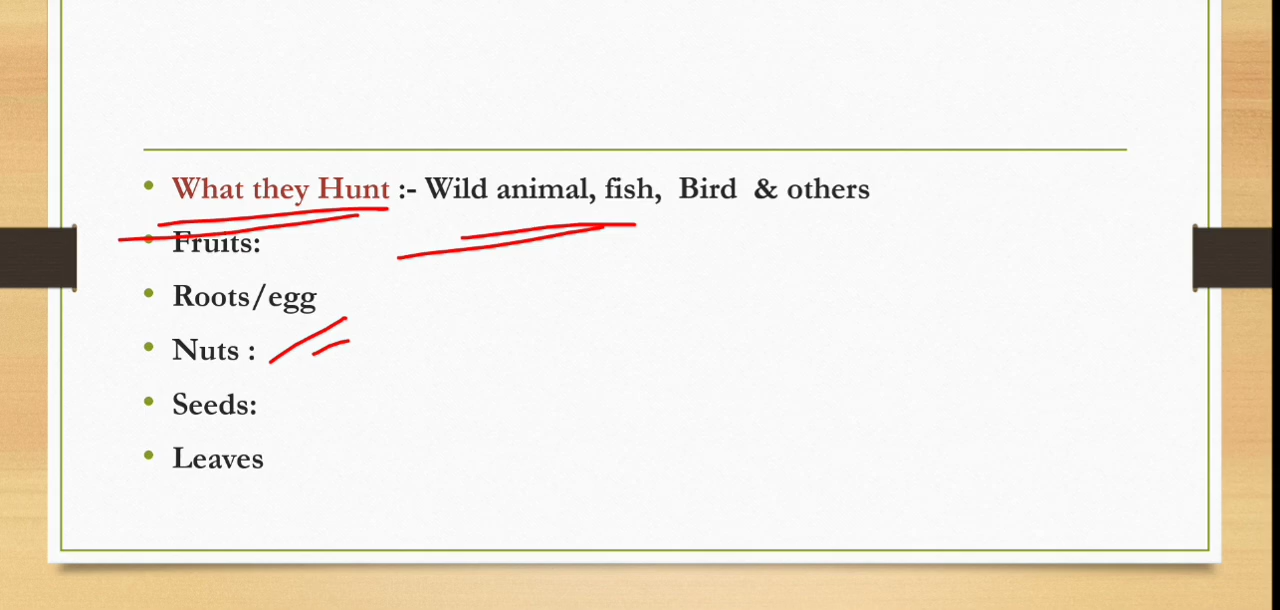 What they Hunt :- Wild animal, fish, Bird & others
Fruits:
Roots/egg
Nuts :
Seeds:
Leaves